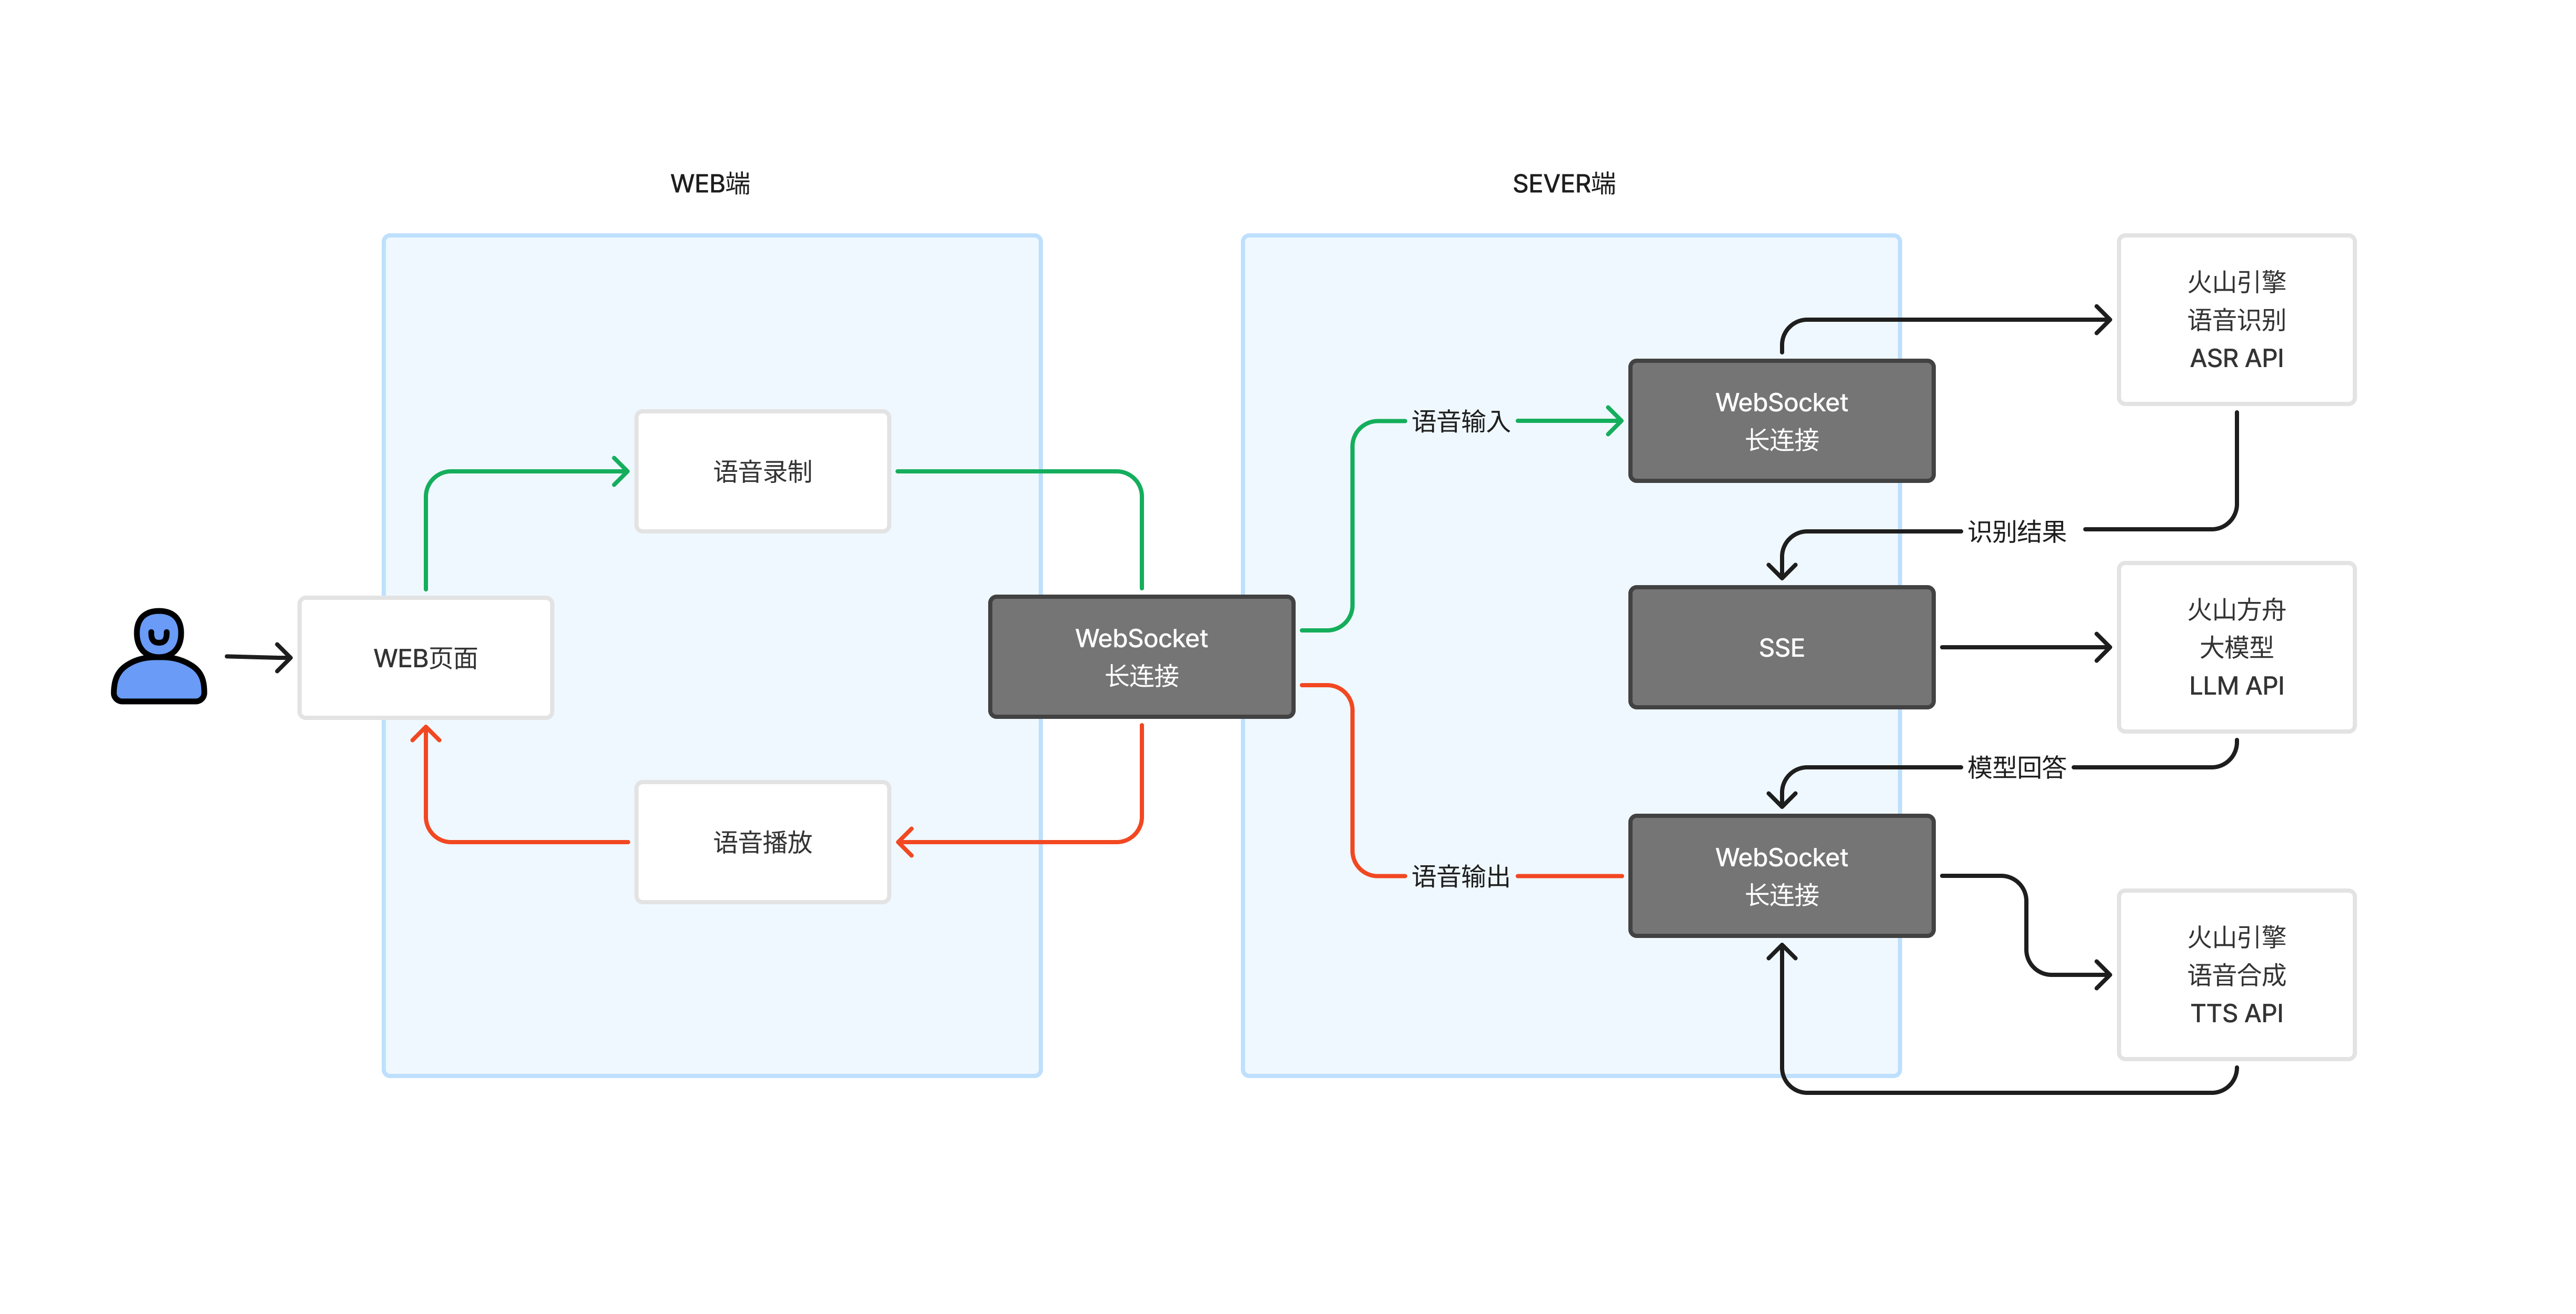 WEB端
SEVER端
火山引擎
语音识别
ASR API
WebSocket
长连接
语音输入
语音录制
识别结果
火山方舟
大模型
LLM API
WebSocket
长连接
SSE
WEB页面
模型回答
语音播放
WebSocket
长连接
语音输出
火山引擎
语音合成
TTS API